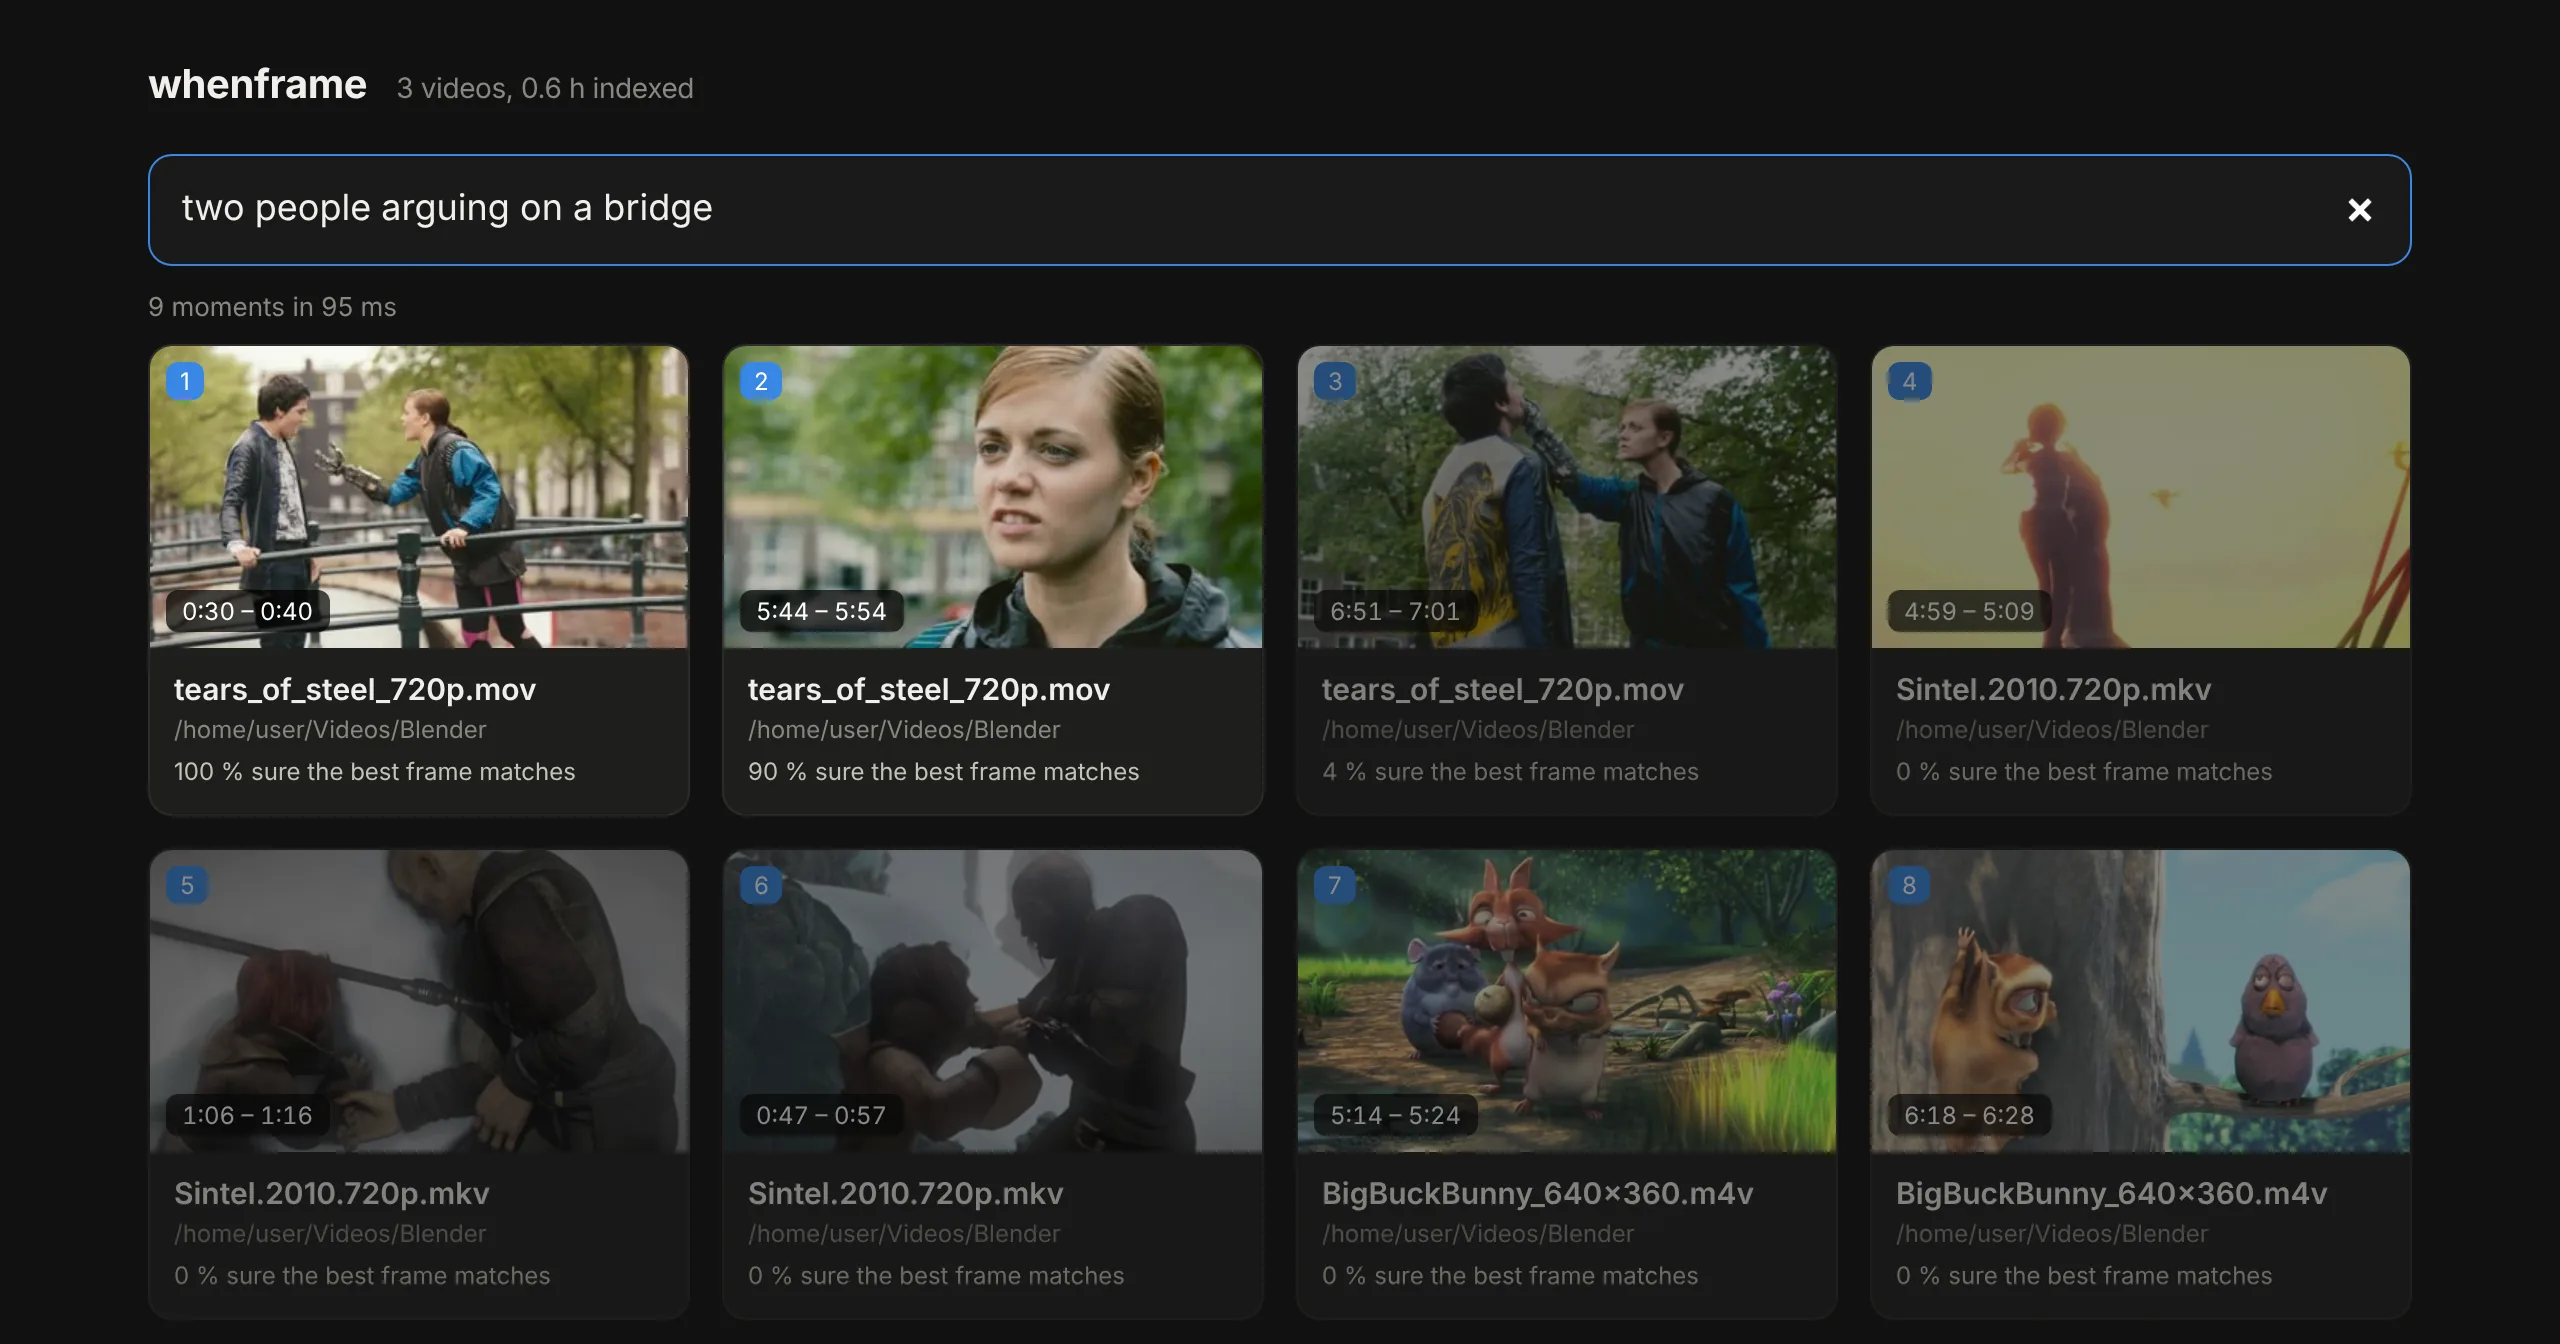 whenframe 3 videos, 0.6 h indexed
two people arguing on a bridge ×
9 moments in 95 ms
1
0:30 – 0:40
tears_of_steel_720p.mov
/home/user/Videos/Blender
100 % sure the best frame matches
2
5:44 – 5:54
tears_of_steel_720p.mov
/home/user/Videos/Blender
90 % sure the best frame matches
3
6:51 – 7:01
tears_of_steel_720p.mov
/home/user/Videos/Blender
4 % sure the best frame matches
4
4:59 – 5:09
Sintel.2010.720p.mkv
/home/user/Videos/Blender
0 % sure the best frame matches
5
1:06 – 1:16
Sintel.2010.720p.mkv
/home/user/Videos/Blender
0 % sure the best frame matches
6
0:47 – 0:57
Sintel.2010.720p.mkv
/home/user/Videos/Blender
0 % sure the best frame matches
7
5:14 – 5:24
BigBuckBunny_640×360.m4v
/home/user/Videos/Blender
0 % sure the best frame matches
8
6:18 – 6:28
BigBuckBunny_640×360.m4v
/home/user/Videos/Blender
0 % sure the best frame matches